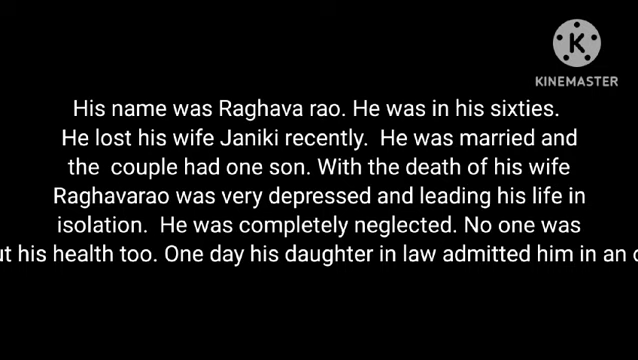 KINEMASTER
His name was Raghava rao. He was in his sixties.
He lost his wife Janiki recently. He was married and
the couple had one son. With the death of his wife
Raghavarao was very depressed and leading his life in
isolation. He was completely neglected. No one was
his health too. One day his daughter in law admitted him in an